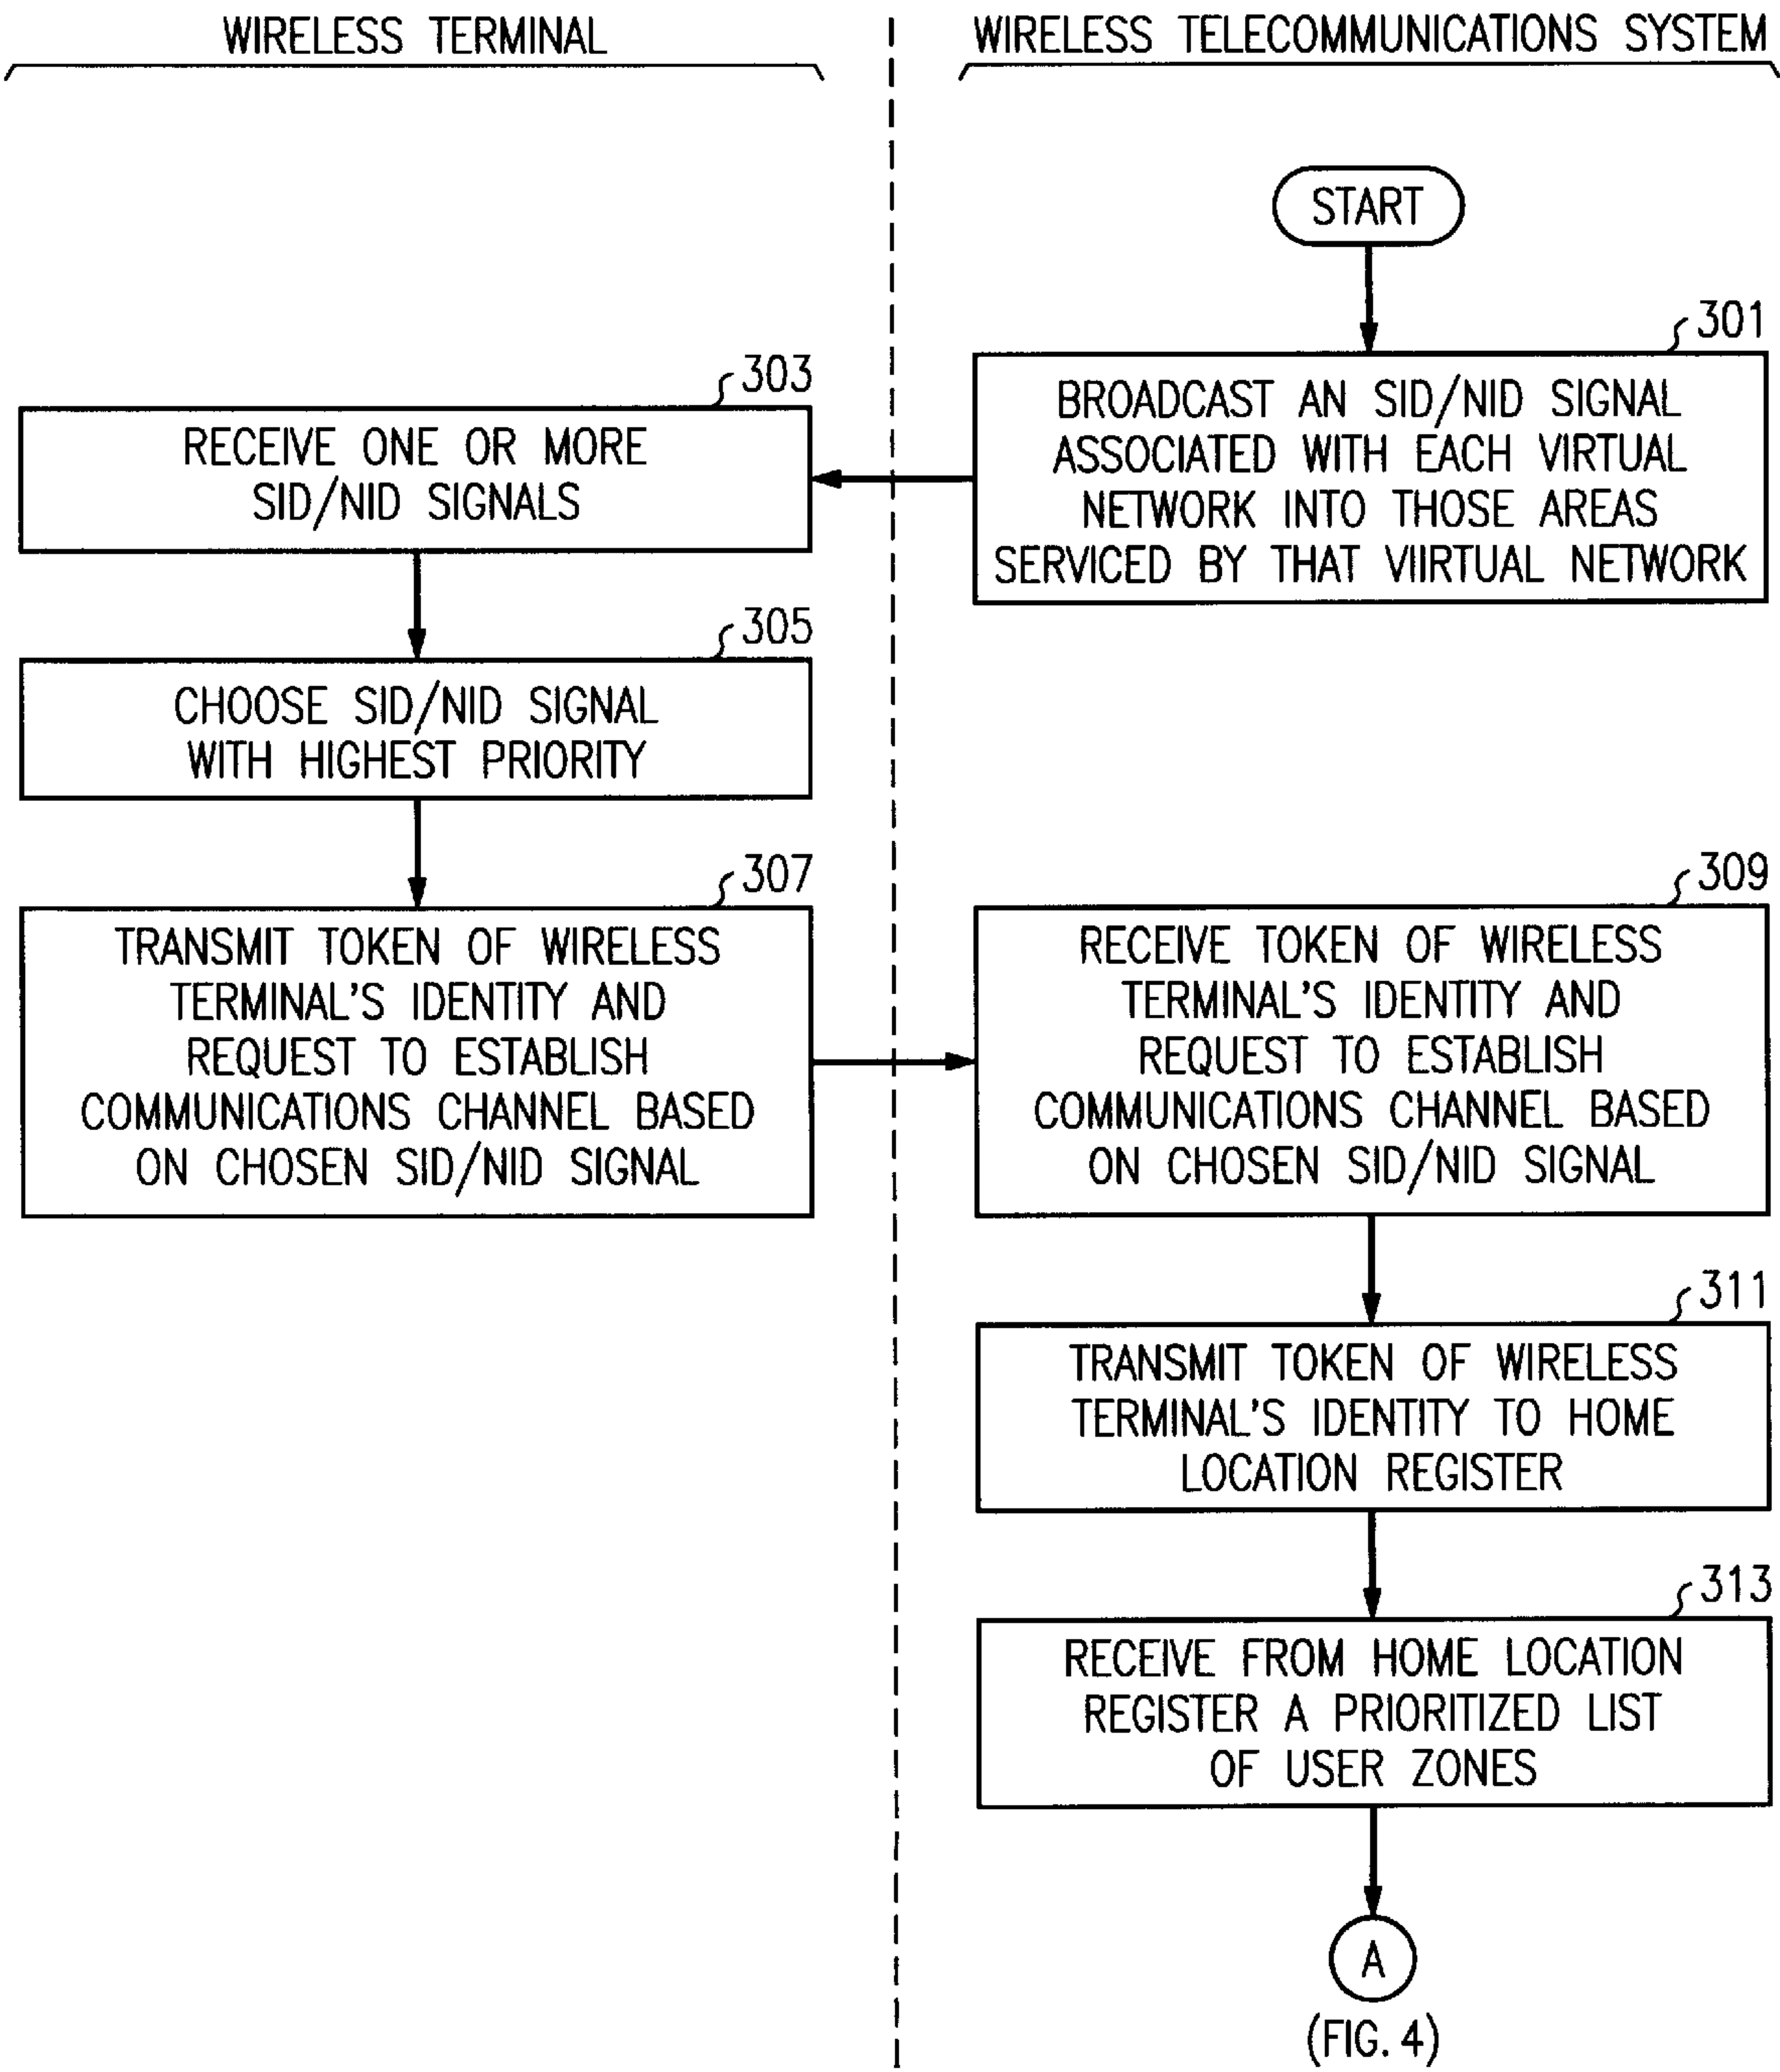 WIRELESS TERMINAL
WIRELESS TELECOMMUNICATIONS SYSTEM
START
301
BROADCAST AN SID/NID SIGNAL
ASSOCIATED WITH EACH VIRTUAL
NETWORK INTO THOSE AREAS
SERVICED BY THAT VIIRTUAL NETWORK
303
RECEIVE ONE OR MORE
SID/NID SIGNALS
305
CHOOSE SID/NID SIGNAL
WITH HIGHEST PRIORITY
307
TRANSMIT TOKEN OF WIRELESS
TERMINAL'S IDENTITY AND
REQUEST TO ESTABLISH
COMMUNICATIONS CHANNEL BASED
ON CHOSEN SID/NID SIGNAL
309
RECEIVE TOKEN OF WIRELESS
TERMINAL'S IDENTITY AND
REQUEST TO ESTABLISH
COMMUNICATIONS CHANNEL BASED
ON CHOSEN SID/NID SIGNAL
311
TRANSMIT TOKEN OF WIRELESS
TERMINAL'S IDENTITY TO HOME
LOCATION REGISTER
313
RECEIVE FROM HOME LOCATION
REGISTER A PRIORITIZED LIST
OF USER ZONES
A
(FIG. 4)